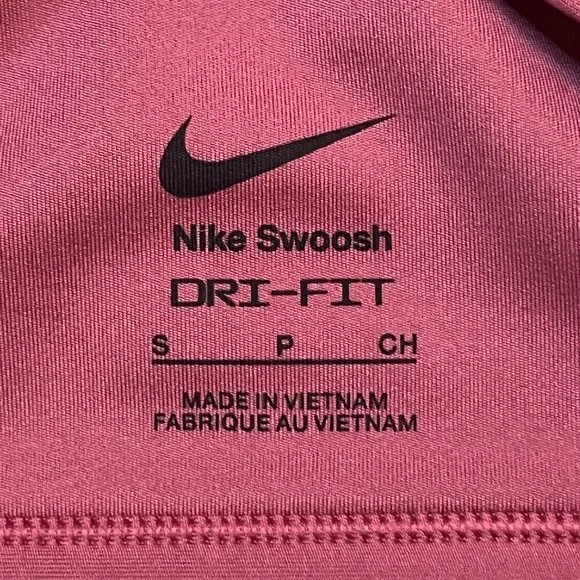 Nike Swoosh
DRI-FIT
S P CH
MADE IN VIETNAM
FABRIQUE AU VIETNAM